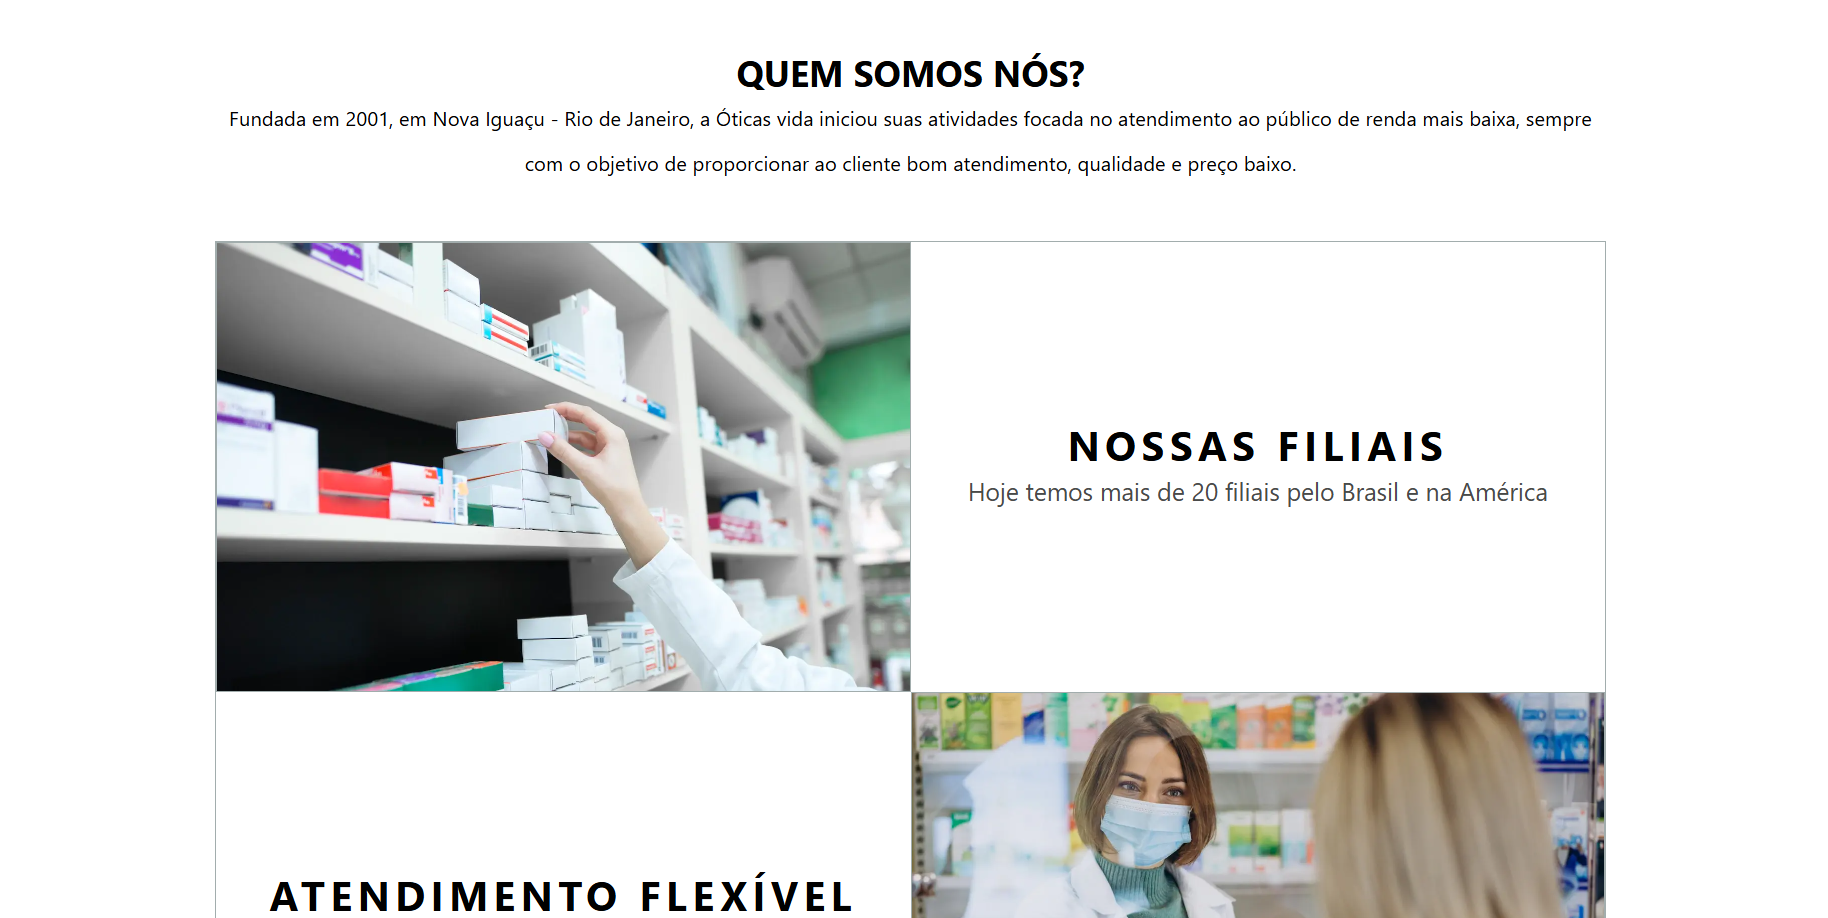 QUEM SOMOS NÓS?
Fundada em 2001, em Nova Iguaçu - Rio de Janeiro, a Óticas vida iniciou suas atividades focada no atendimento ao público de renda mais baixa, sempre
com o objetivo de proporcionar ao cliente bom atendimento, qualidade e preço baixo.
NOSSAS FILIAIS
Hoje temos mais de 20 filiais pelo Brasil e na América
ATENDIMENTO FLEXÍVEL